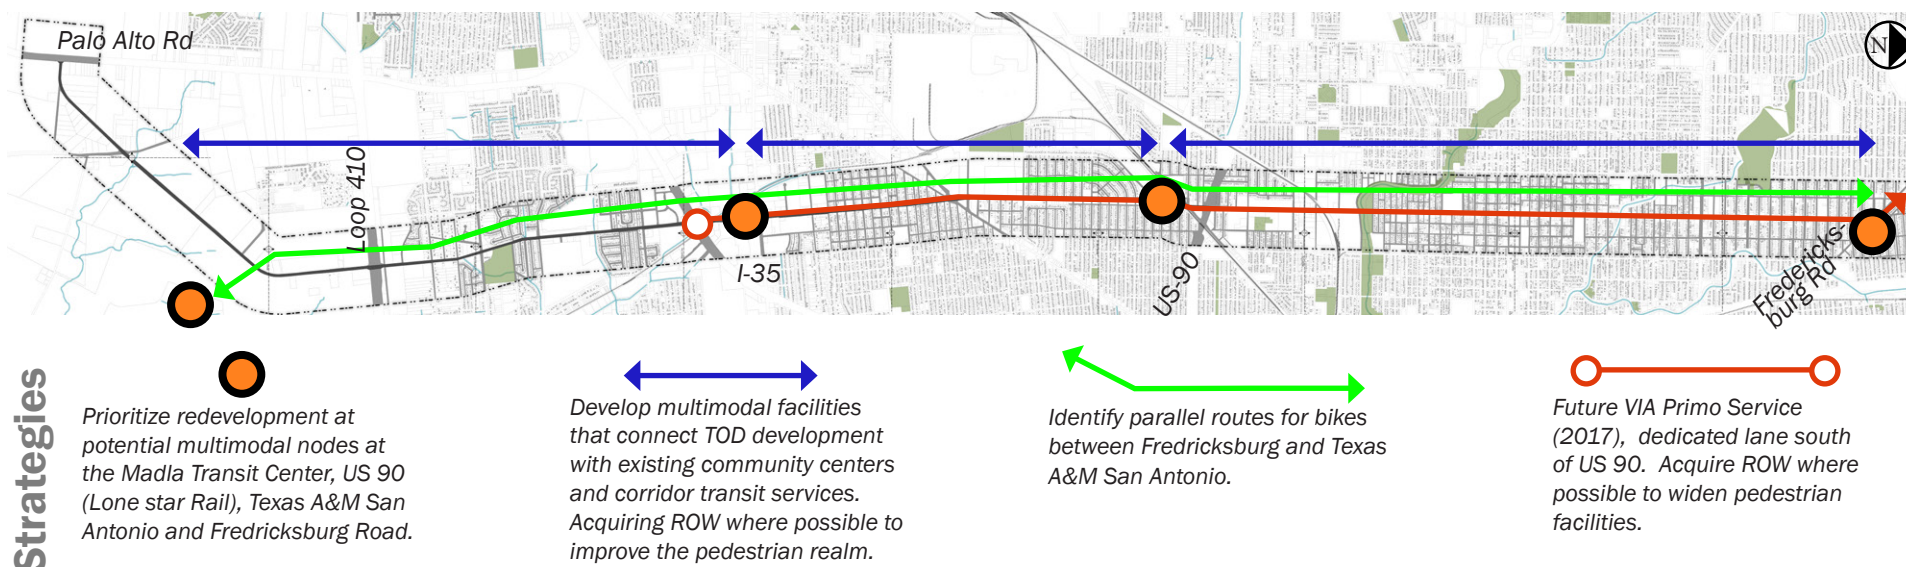 Palo Alto Rd
N
Loop 410
I-35
US-90
Fredericks-
burg Rd
Strategies
Prioritize redevelopment at
potential multimodal nodes at
the Madla Transit Center, US 90
(Lone star Rail), Texas A&M San
Antonio and Fredricksburg Road.
Develop multimodal facilities
that connect TOD development
with existing community centers
and corridor transit services.
Acquiring ROW where possible to
improve the pedestrian realm.
Identify parallel routes for bikes
between Fredricksburg and Texas
A&M San Antonio.
Future VIA Primo Service
(2017),  dedicated lane south
of US 90.  Acquire ROW where
possible to widen pedestrian
facilities.